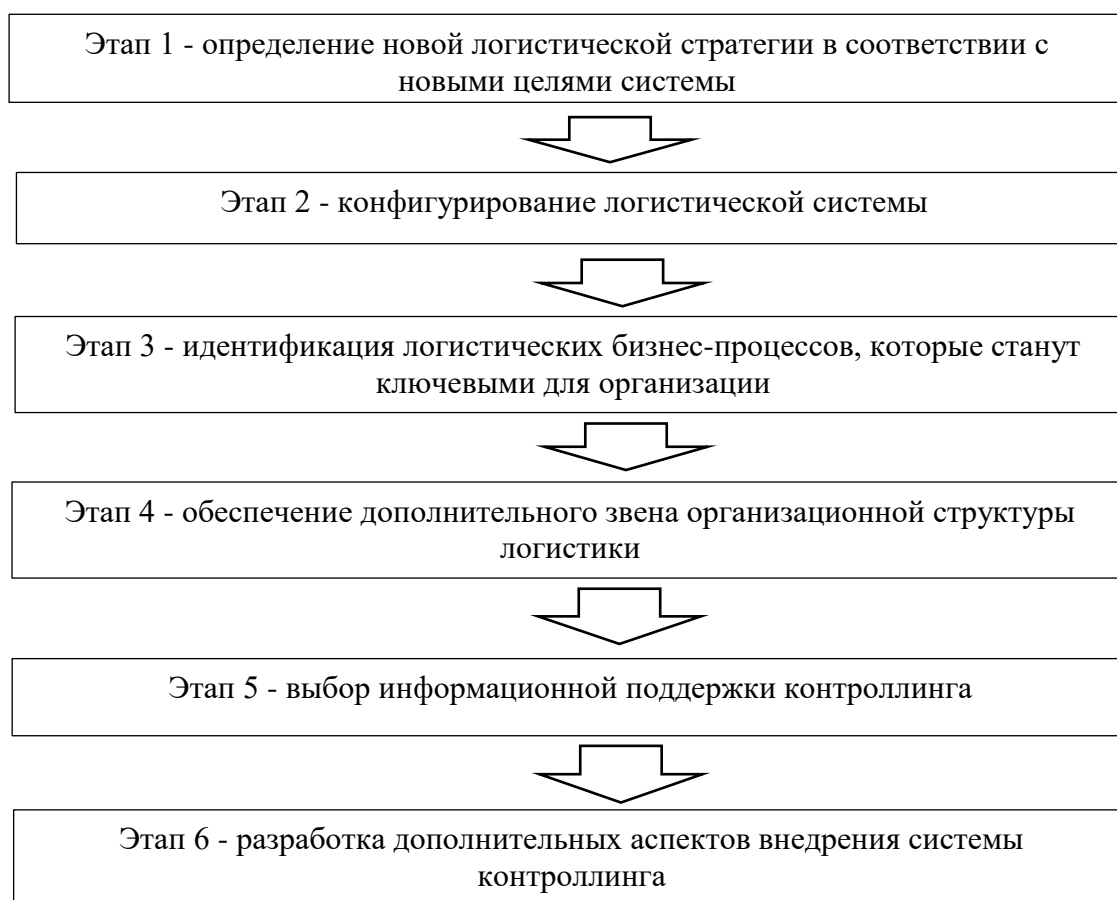 Этап 1 - определение новой логистической стратегии в соответствии с
новыми целями системы
Этап 2 - конфигурирование логистической системы
Этап 3 - идентификация логистических бизнес-процессов, которые станут
ключевыми для организации
Этап 4 - обеспечение дополнительного звена организационной структуры
логистики
Этап 5 - выбор информационной поддержки контроллинга
Этап 6 - разработка дополнительных аспектов внедрения системы
контроллинга